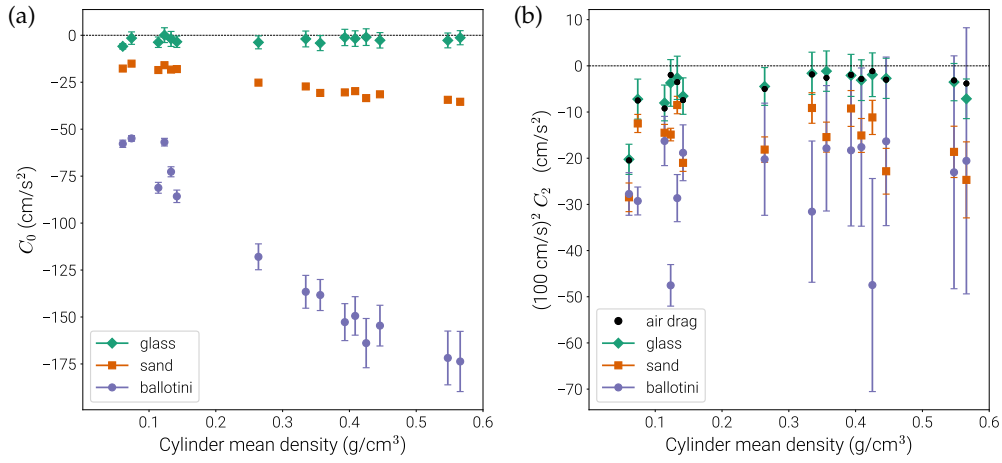 (a)
C₀ (cm/s²)
0
−25
−50
−75
−100
−125
−150
−175
glass
sand
ballotini
0.1 0.2 0.3 0.4 0.5 0.6
Cylinder mean density (g/cm³)
(b)
(100 cm/s)² C₂ (cm/s²)
10
0
−10
−20
−30
−40
−50
−60
−70
air drag
glass
sand
ballotini
0.0 0.1 0.2 0.3 0.4 0.5 0.6
Cylinder mean density (g/cm³)